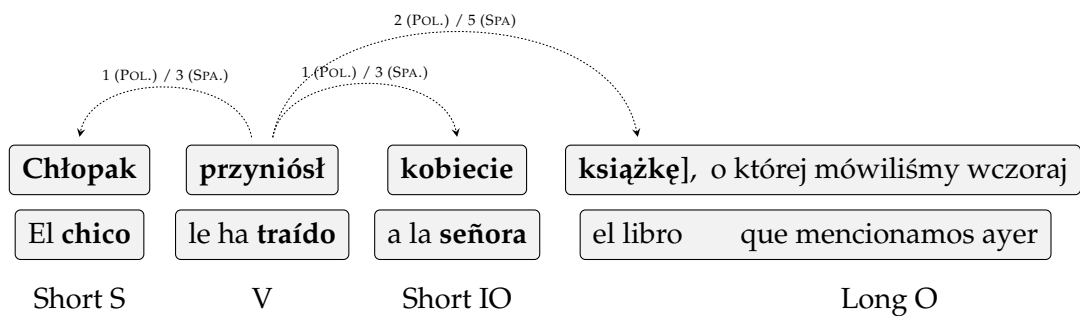 2 (POL.) / 5 (SPA)
1 (POL.) / 3 (SPA.) 1 (POL.) / 3 (SPA.)
Chłopak przyniósł kobiecie książkę], o której mówiliśmy wczoraj
El chico le ha traído a la señora el libro que mencionamos ayer
Short S V Short IO Long O